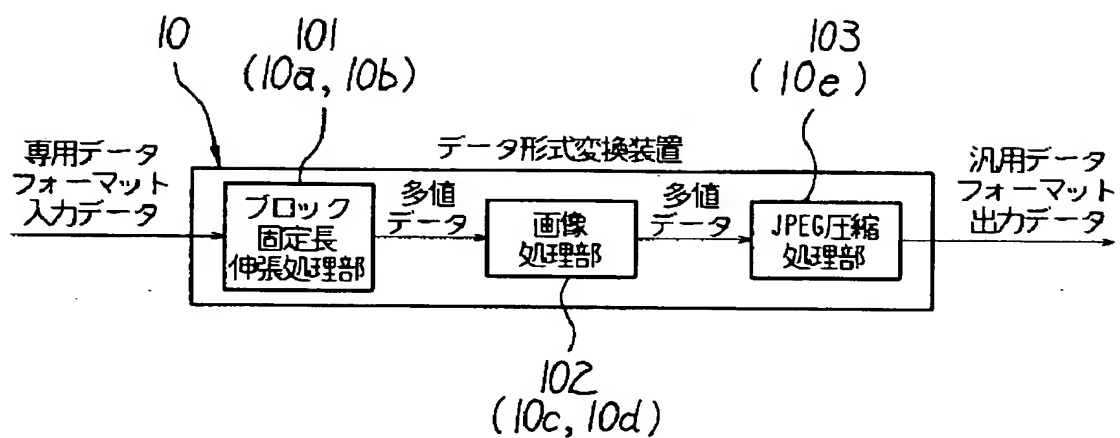 10
101
(10a, 10b)
103
(10e)
専用データ
フォーマット
入力データ
データ形式変換装置
汎用データ
フォーマット
出力データ
ブロック
固定長
伸張処理部
多値
データ
画像
処理部
多値
データ
JPEG圧縮
処理部
102
(10c, 10d)